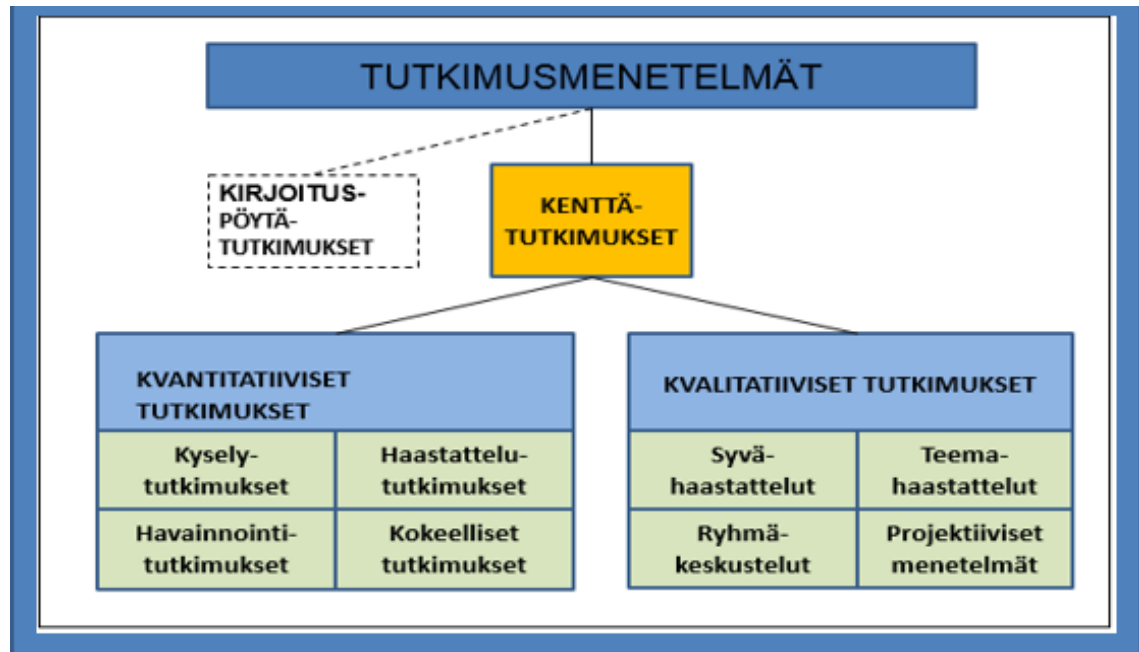 TUTKIMUSMENETELMÄT
KIRJOITUS-
PÖYTÄ-
TUTKIMUKSET
KENTTÄ-
TUTKIMUKSET
KVANTITATIIVISET
TUTKIMUKSET
Kysely-
tutkimukset
Haastattelu-
tutkimukset
Havainnointi-
tutkimukset
Kokeelliset
tutkimukset
KVALITATIIVISET TUTKIMUKSET
Syvä-
haastattelut
Teema-
haastattelut
Ryhmä-
keskustelut
Projektiiviset
menetelmät